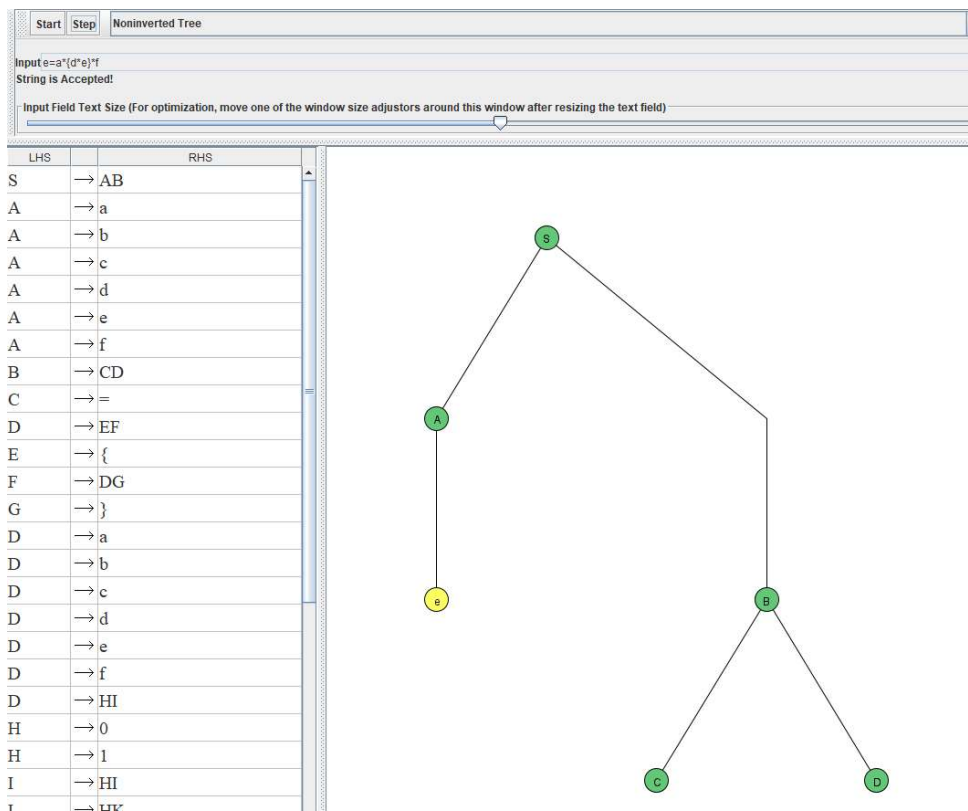 Start Step Noninverted Tree
Input e=a*{d*e}*f
String is Accepted!
Input Field Text Size (For optimization, move one of the window size adjustors around this window after resizing the text field)
LHS RHS
S → AB
A → a
A → b
A → c
A → d
A → e
A → f
B → CD
C → =
D → EF
E → {
F → DG
G → }
D → a
D → b
D → c
D → d
D → e
D → f
D → HI
H → 0
H → 1
I → HI
I → HK
S
A
e
B
C D